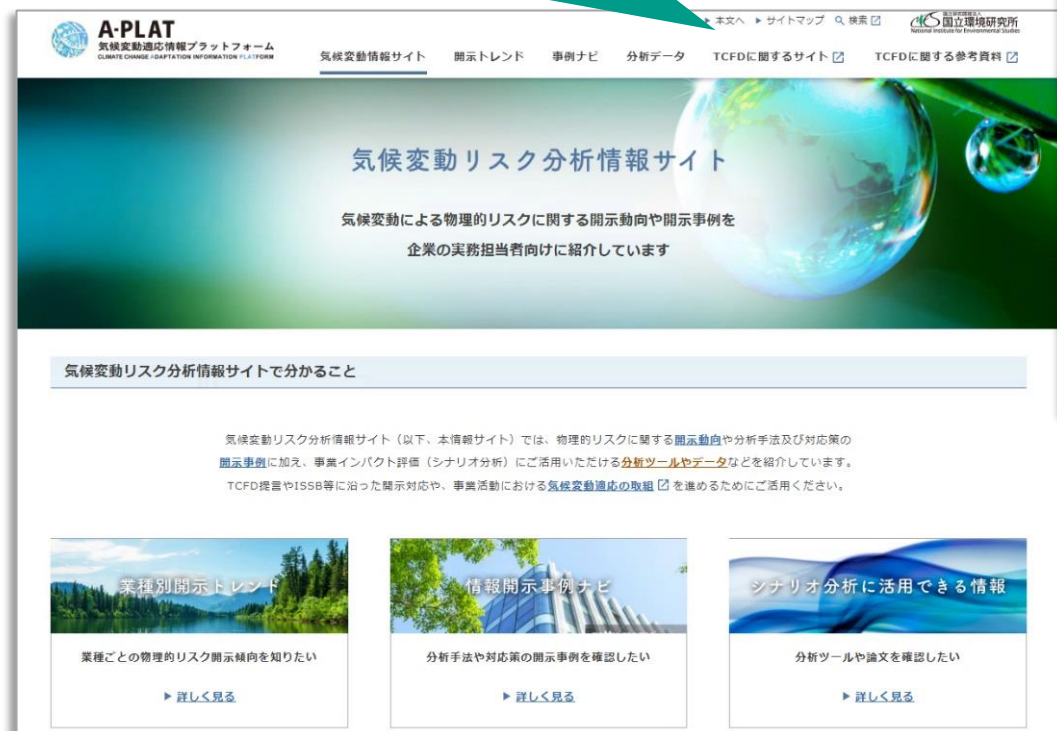 A-PLAT
気候変動適応情報プラットフォーム
CLIMATE CHANGE ADAPTATION INFORMATION PLATFORM
本文へ サイトマップ 検索
国立研究開発法人
国立環境研究所
National Institute for Environmental Studies
気候変動情報サイト 開示トレンド 事例ナビ 分析データ TCFDに関するサイト TCFDに関する参考資料
気候変動リスク分析情報サイト
気候変動による物理的リスクに関する開示動向や開示事例を
企業の実務担当者向けに紹介しています
気候変動リスク分析情報サイトで分かること
気候変動リスク分析情報サイト（以下、本情報サイト）では、物理的リスクに関する開示動向や分析手法及び対応策の
開示事例に加え、事業インパクト評価（シナリオ分析）にご活用いただける分析ツールやデータなどを紹介しています。
TCFD提言やISSB等に沿った開示対応や、事業活動における気候変動適応の取組 を進めるためにご活用ください。
業種別開示トレンド
業種ごとの物理的リスク開示傾向を知りたい
詳しく見る
情報開示事例ナビ
分析手法や対応策の開示事例を確認したい
詳しく見る
シナリオ分析に活用できる情報
分析ツールや論文を確認したい
詳しく見る